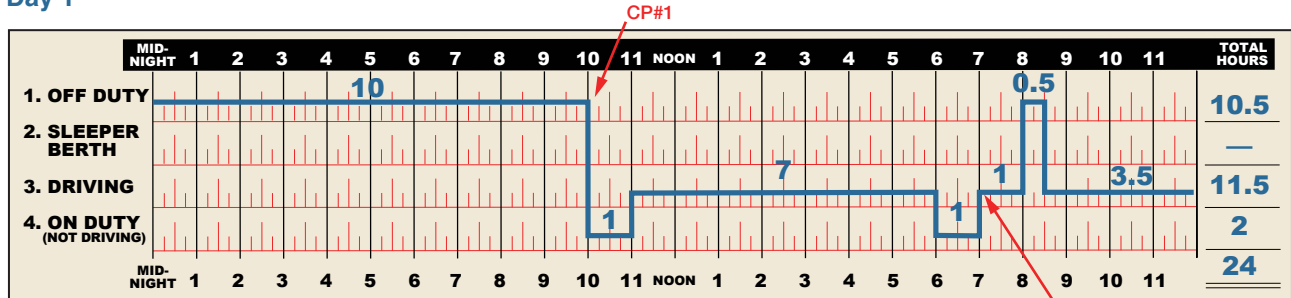 Day 1
CP#1
MID-
NIGHT 1 2 3 4 5 6 7 8 9 10 11 NOON 1 2 3 4 5 6 7 8 9 10 11 TOTAL
HOURS
1. OFF DUTY 10 0.5 10.5
2. SLEEPER
BERTH —
3. DRIVING 7 1 3.5 11.5
4. ON DUTY 1 1 2
(NOT DRIVING)
MID-
NIGHT 1 2 3 4 5 6 7 8 9 10 11 NOON 1 2 3 4 5 6 7 8 9 10 11 24